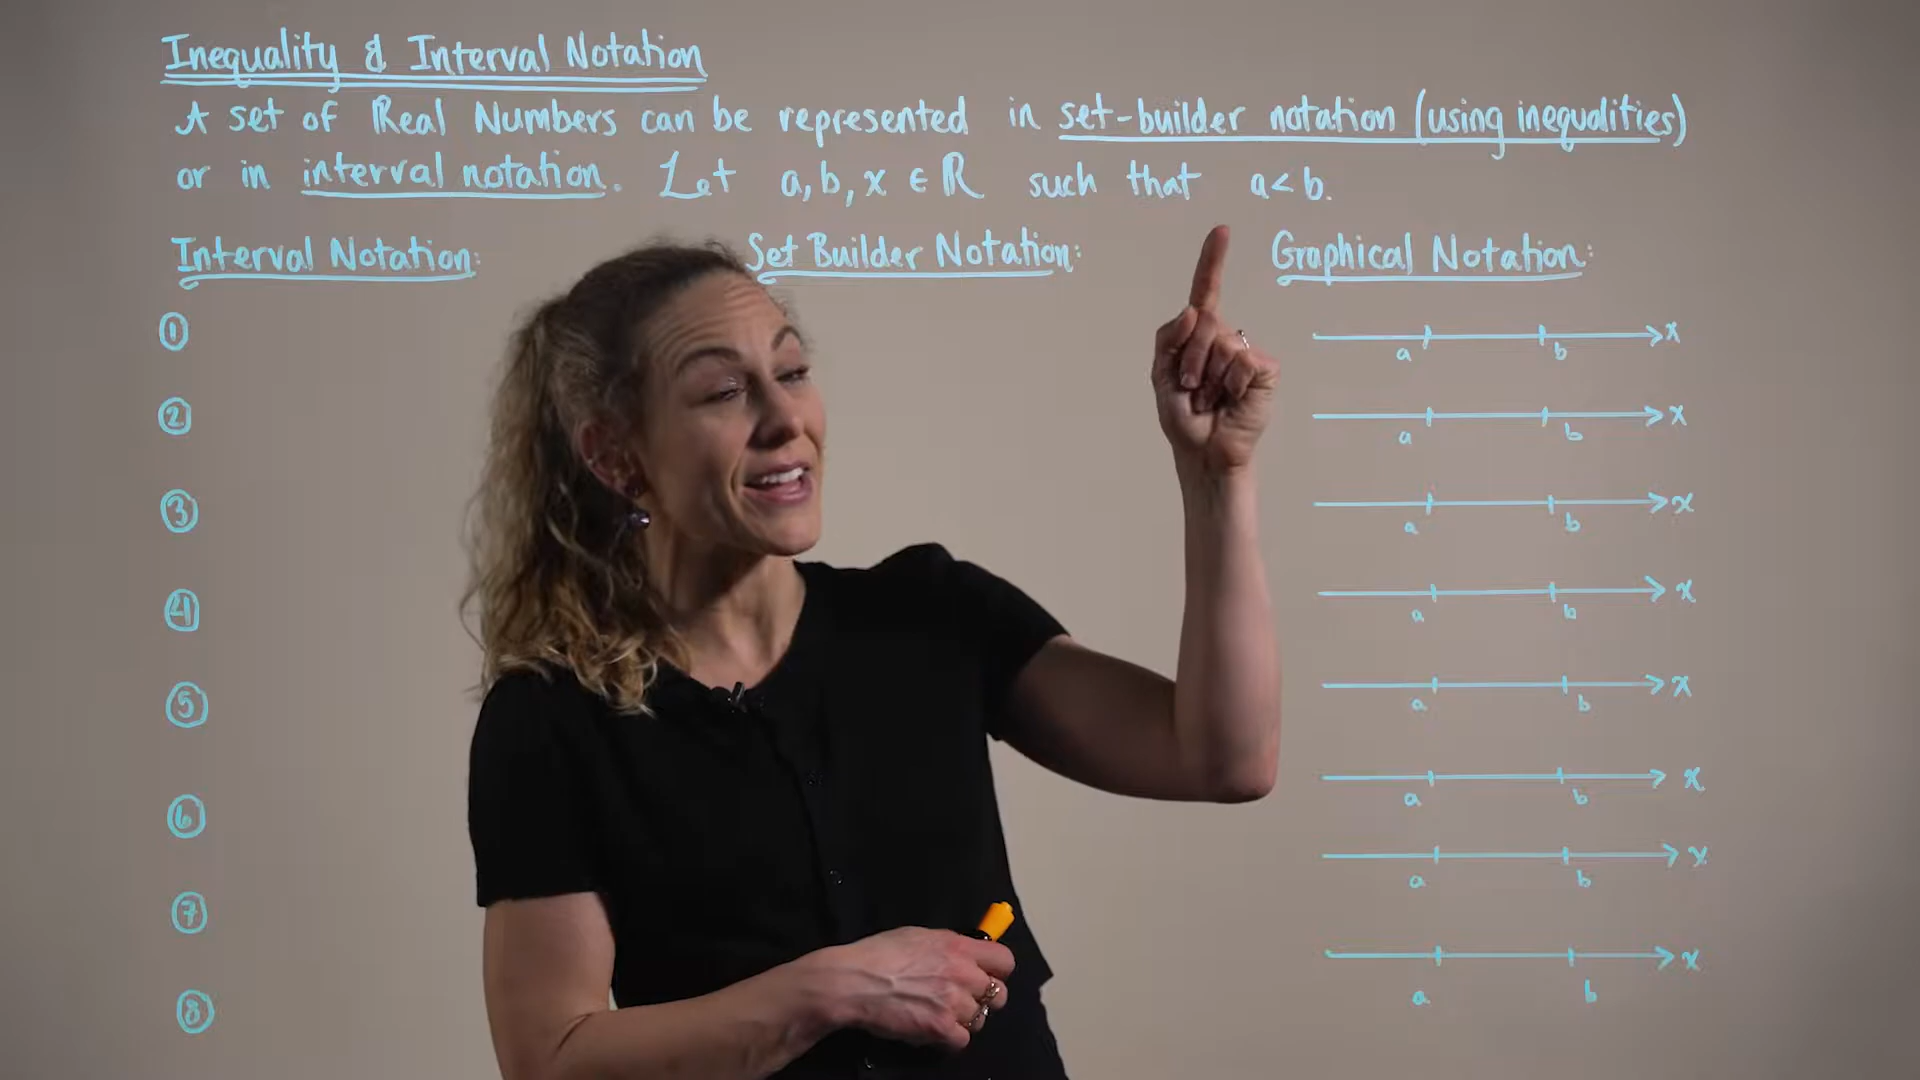 Inequality & Interval Notation
A set of Real Numbers can be represented in set-builder notation (using inequalities)
or in interval notation. Let a, b, x ∈ ℝ such that a < b.
Interval Notation: Set Builder Notation: Graphical Notation:
① a b x
② a b x
③ a b x
④ a b x
⑤ a b x
⑥ a b x
⑦ a b x
⑧ a b x